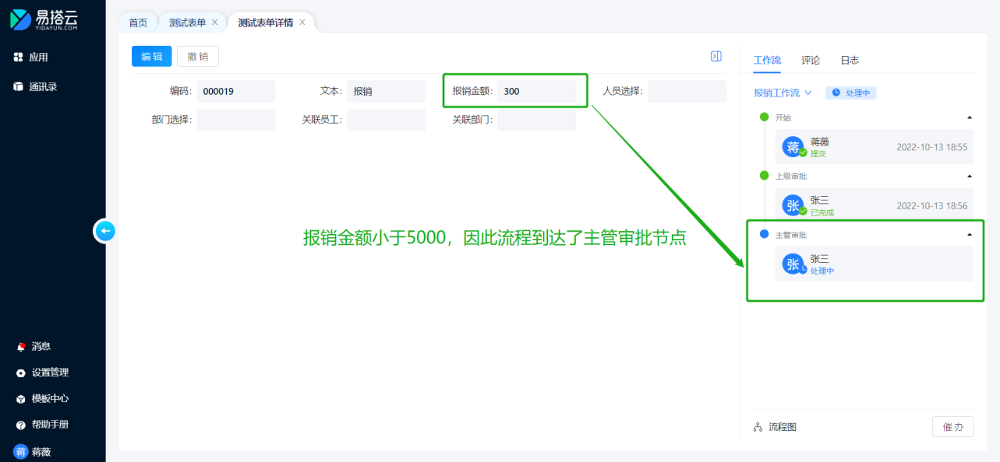 易搭云
YIDAYUN.COM
首页
测试表单
测试表单详情
应用
通讯录
编辑
撤销
编码: 000019
文本: 报销
报销金额: 300
人员选择:
部门选择:
关联员工:
关联部门:
报销金额小于5000，因此流程到达了主管审批节点
工作流 评论 日志
报销工作流 处理中
开始
蒋 蒋薇 2022-10-13 18:55
提交
上级审批
张 张三 2022-10-13 18:56
已完成
主管审批
张 张三
处理中
流程图 催办
消息
设置管理
模板中心
帮助手册
蒋 蒋薇